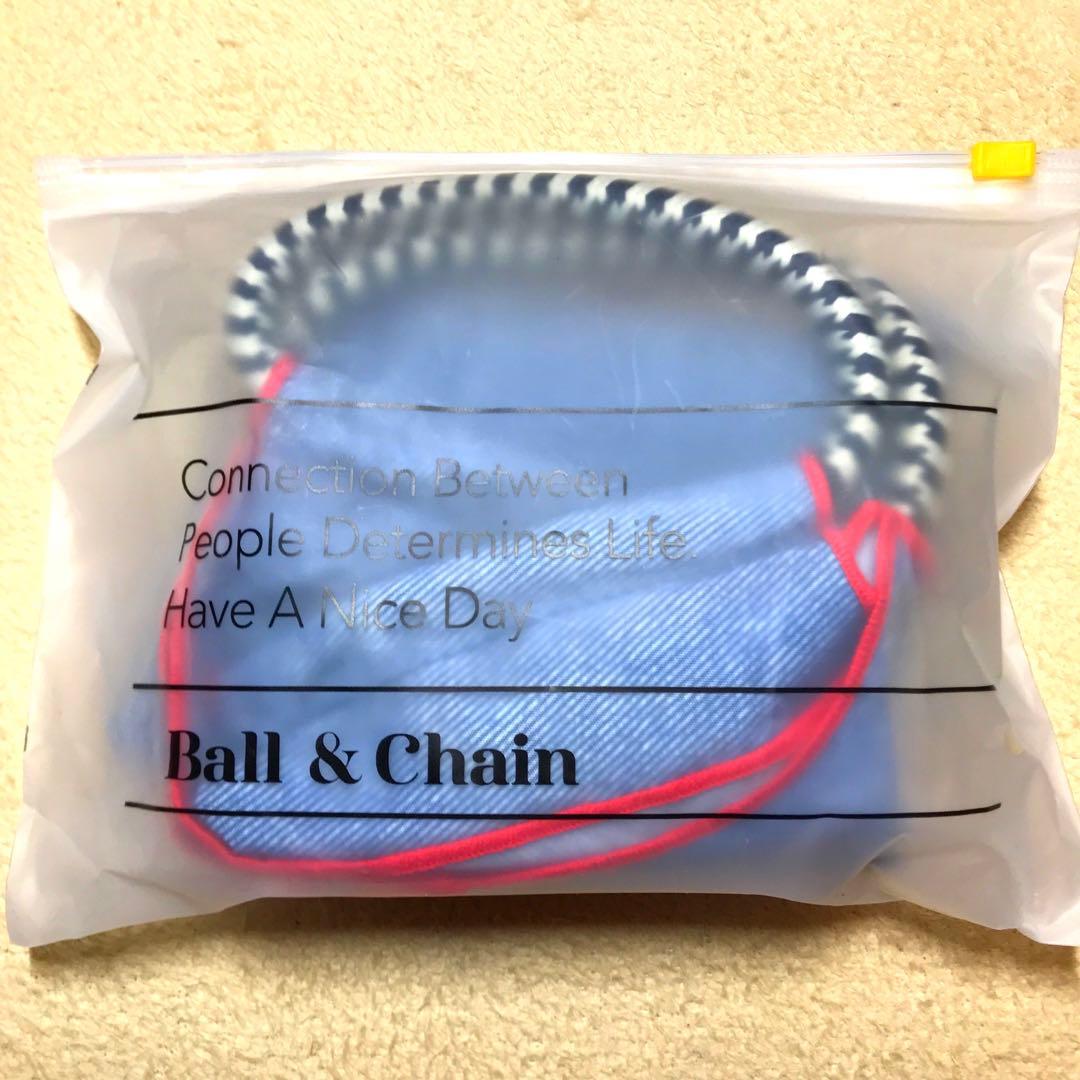 Connection Between
People Determines Life.
Have A Nice Day
Ball & Chain